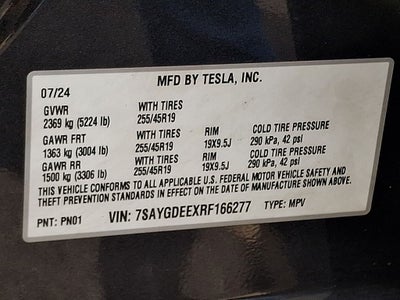 MFD BY TESLA, INC.
07/24
GVWR WITH TIRES
2369 kg (5224 lb) 255/45R19
GAWR FRT WITH TIRES RIM COLD TIRE PRESSURE
1363 kg (3004 lb) 255/45R19 19X9.5J 290 kPa, 42 psi
GAWR RR WITH TIRES RIM COLD TIRE PRESSURE
1500 kg (3306 lb) 255/45R19 19X9.5J 290 kPa, 42 psi
THIS VEHICLE CONFORMS TO ALL APPLICABLE U.S. FEDERAL MOTOR VEHICLE SAFETY AND
THEFT PREVENTION STANDARDS IN EFFECT ON THE DATE OF MANUFACTURE SHOWN ABOVE.
PNT: PN01 VIN: 7SAYGDEEXRF166277 TYPE: MPV